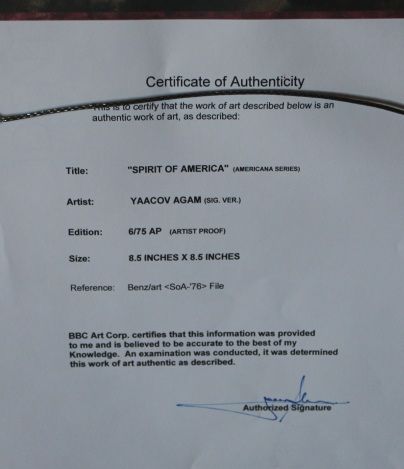 Certificate of Authenticity
This is to certify that the work of art described below is an
authentic work of art, as described:
Title: "SPIRIT OF AMERICA" (AMERICANA SERIES)
Artist: YAACOV AGAM (SIG. VER.)
Edition: 6/75 AP (ARTIST PROOF)
Size: 8.5 INCHES X 8.5 INCHES
Reference: Benz/art <SoA-'76> File
BBC Art Corp. certifies that this information was provided
to me and is believed to be accurate to the best of my
Knowledge. An examination was conducted, it was determined
this work of art authentic as described.
Authorized Signature